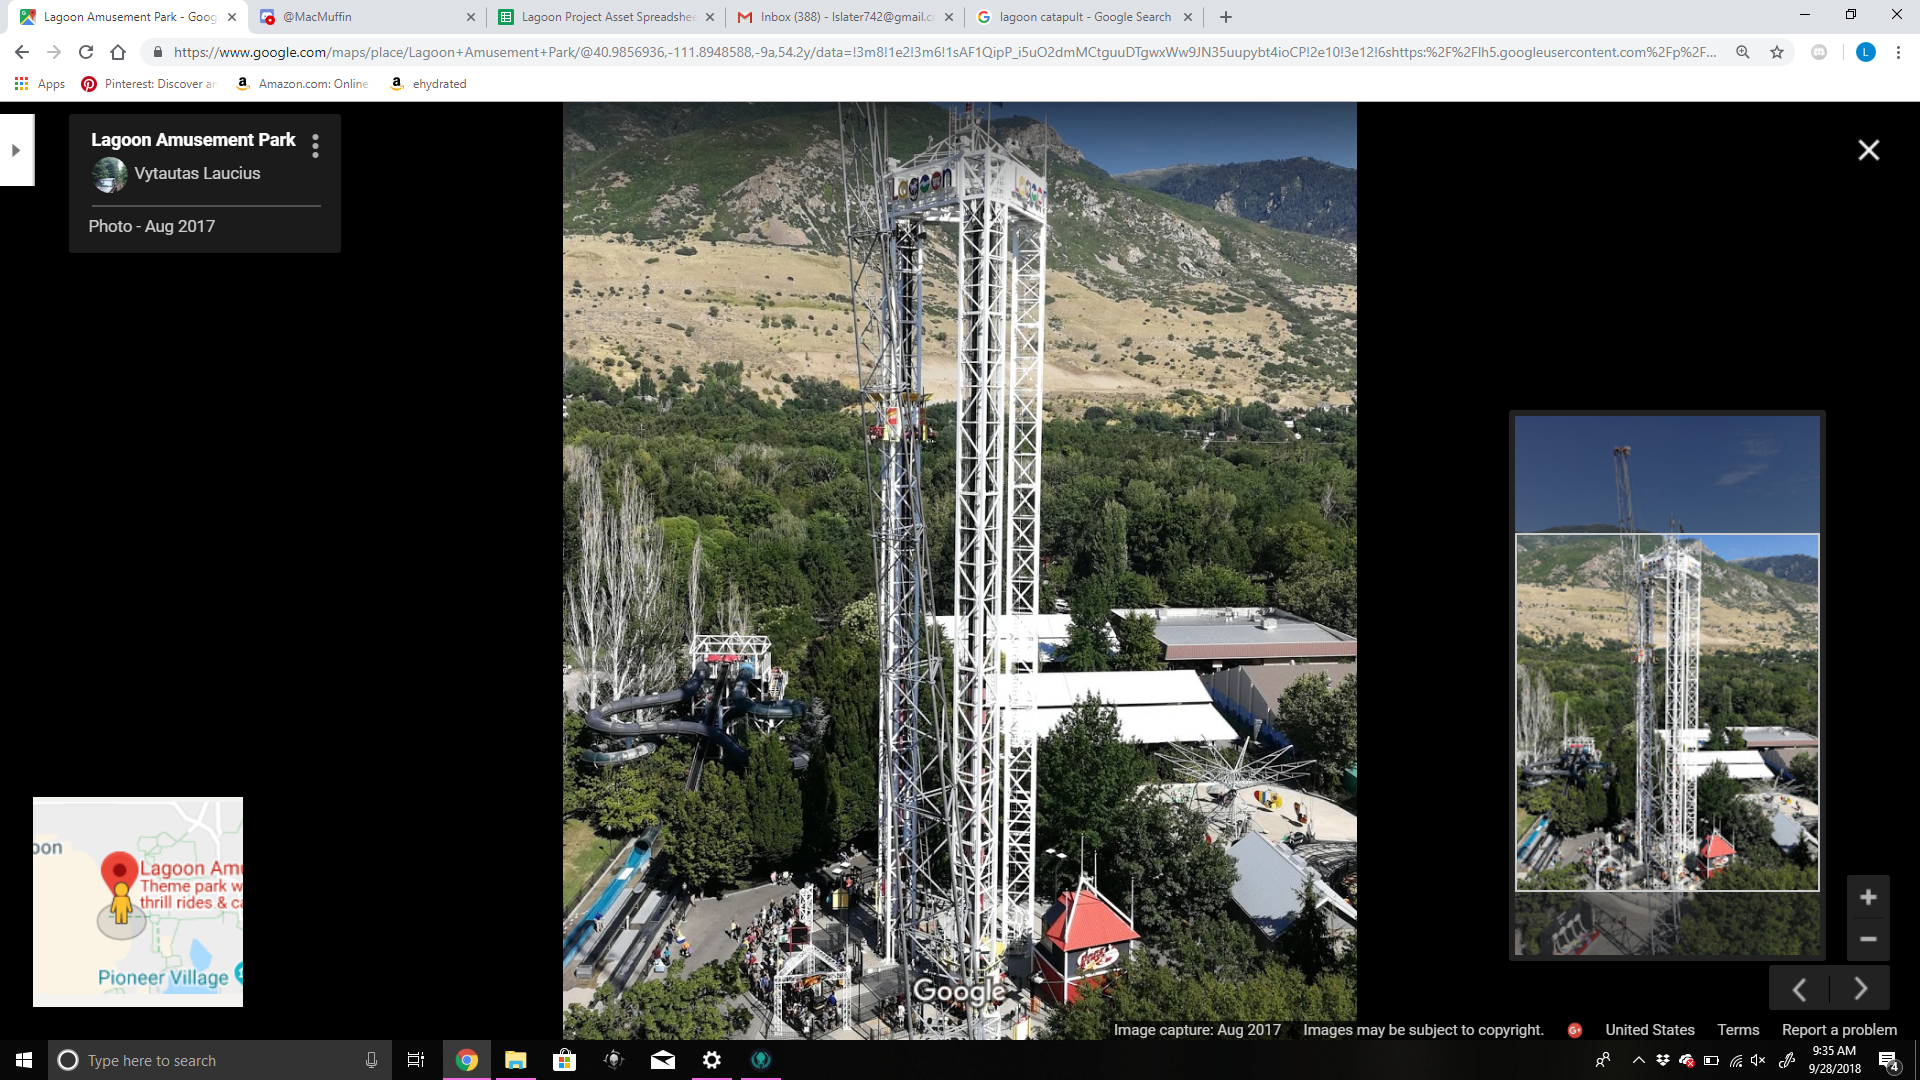 Lagoon Amusement Park - Goog
@MacMuffin
Lagoon Project Asset Spreadshee
Inbox (388) - lslater742@gmail.c
lagoon catapult - Google Search
https://www.google.com/maps/place/Lagoon+Amusement+Park/@40.9856936,-111.8948588,-9a,54.2y/data=!3m8!1e2!3m6!1sAF1QipP_i5uO2dmMCtguuDTgwxWw9JN35uupybt4ioCP!2e10!3e12!6shttps:%2F%2Flh5.googleusercontent.com%2Fp%2F...
L
Apps
Pinterest: Discover an
Amazon.com: Online
ehydrated
Lagoon Amusement Park
Vytautas Laucius
Photo - Aug 2017
oon
Lagoon Amu
Theme park w
thrill rides & ca
Pioneer Village
Google
Image capture: Aug 2017
Images may be subject to copyright.
United States
Terms
Report a problem
Type here to search
9:35 AM
9/28/2018
4